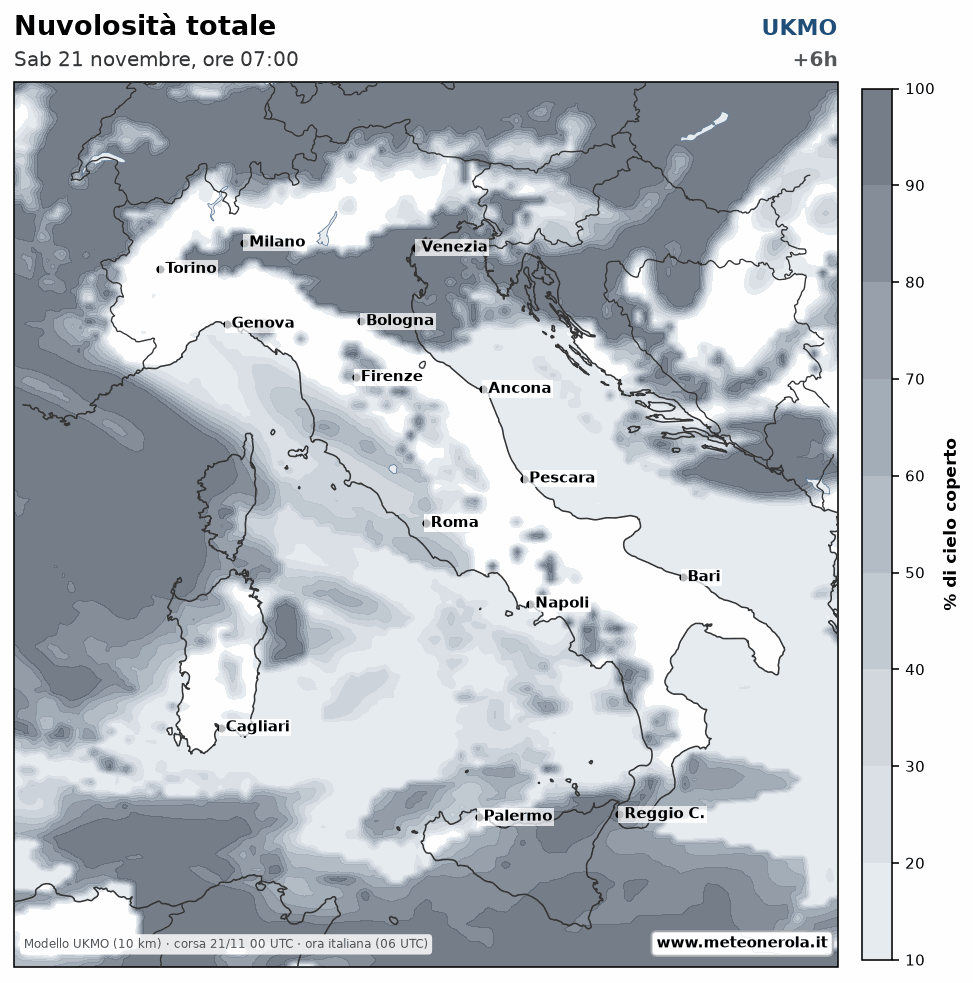 Nuvolosità totale
UKMO
Sab 21 novembre, ore 07:00
+6h
Milano
Venezia
Torino
Genova
Bologna
Firenze
Ancona
Pescara
Roma
Bari
Napoli
Cagliari
Palermo
Reggio C.
100
90
80
70
60
50
40
30
20
10
% di cielo coperto
Modello UKMO (10 km) · corsa 21/11 00 UTC · ora italiana (06 UTC)
www.meteonerola.it